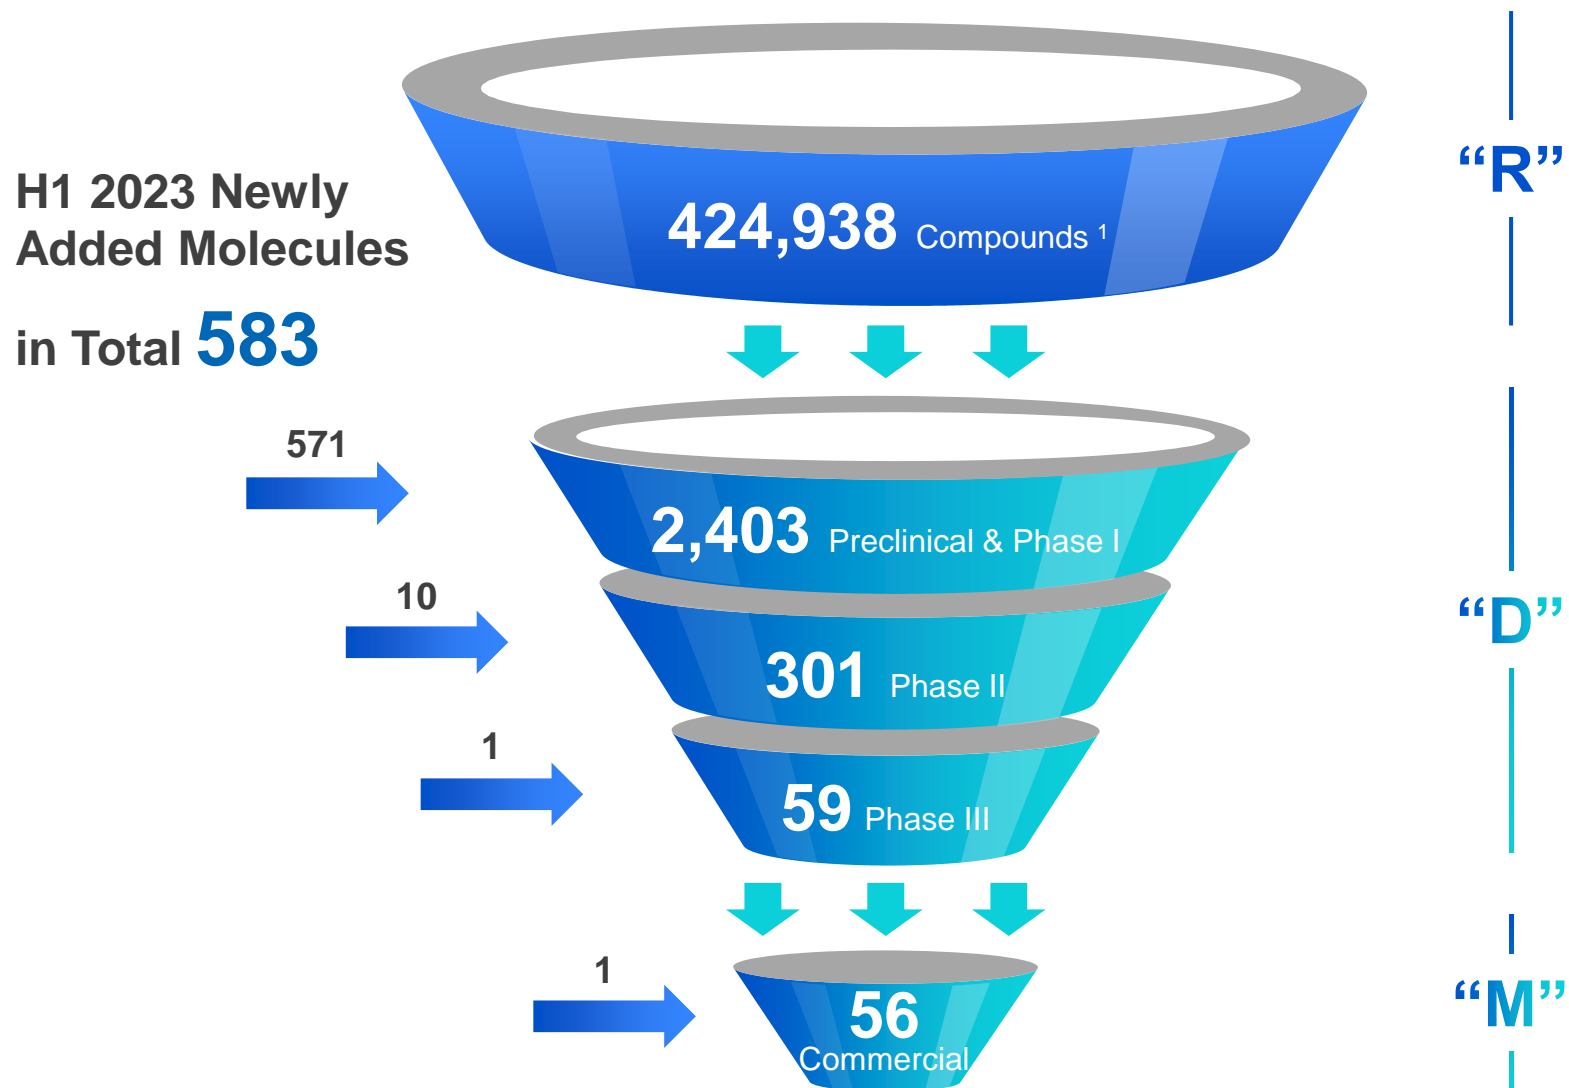 424,938 Compounds 1
“R”
H1 2023 Newly
Added Molecules
in Total 583
571
2,403 Preclinical & Phase I
10
“D”
301 Phase II
1
59 Phase III
1
56
Commercial
“M”